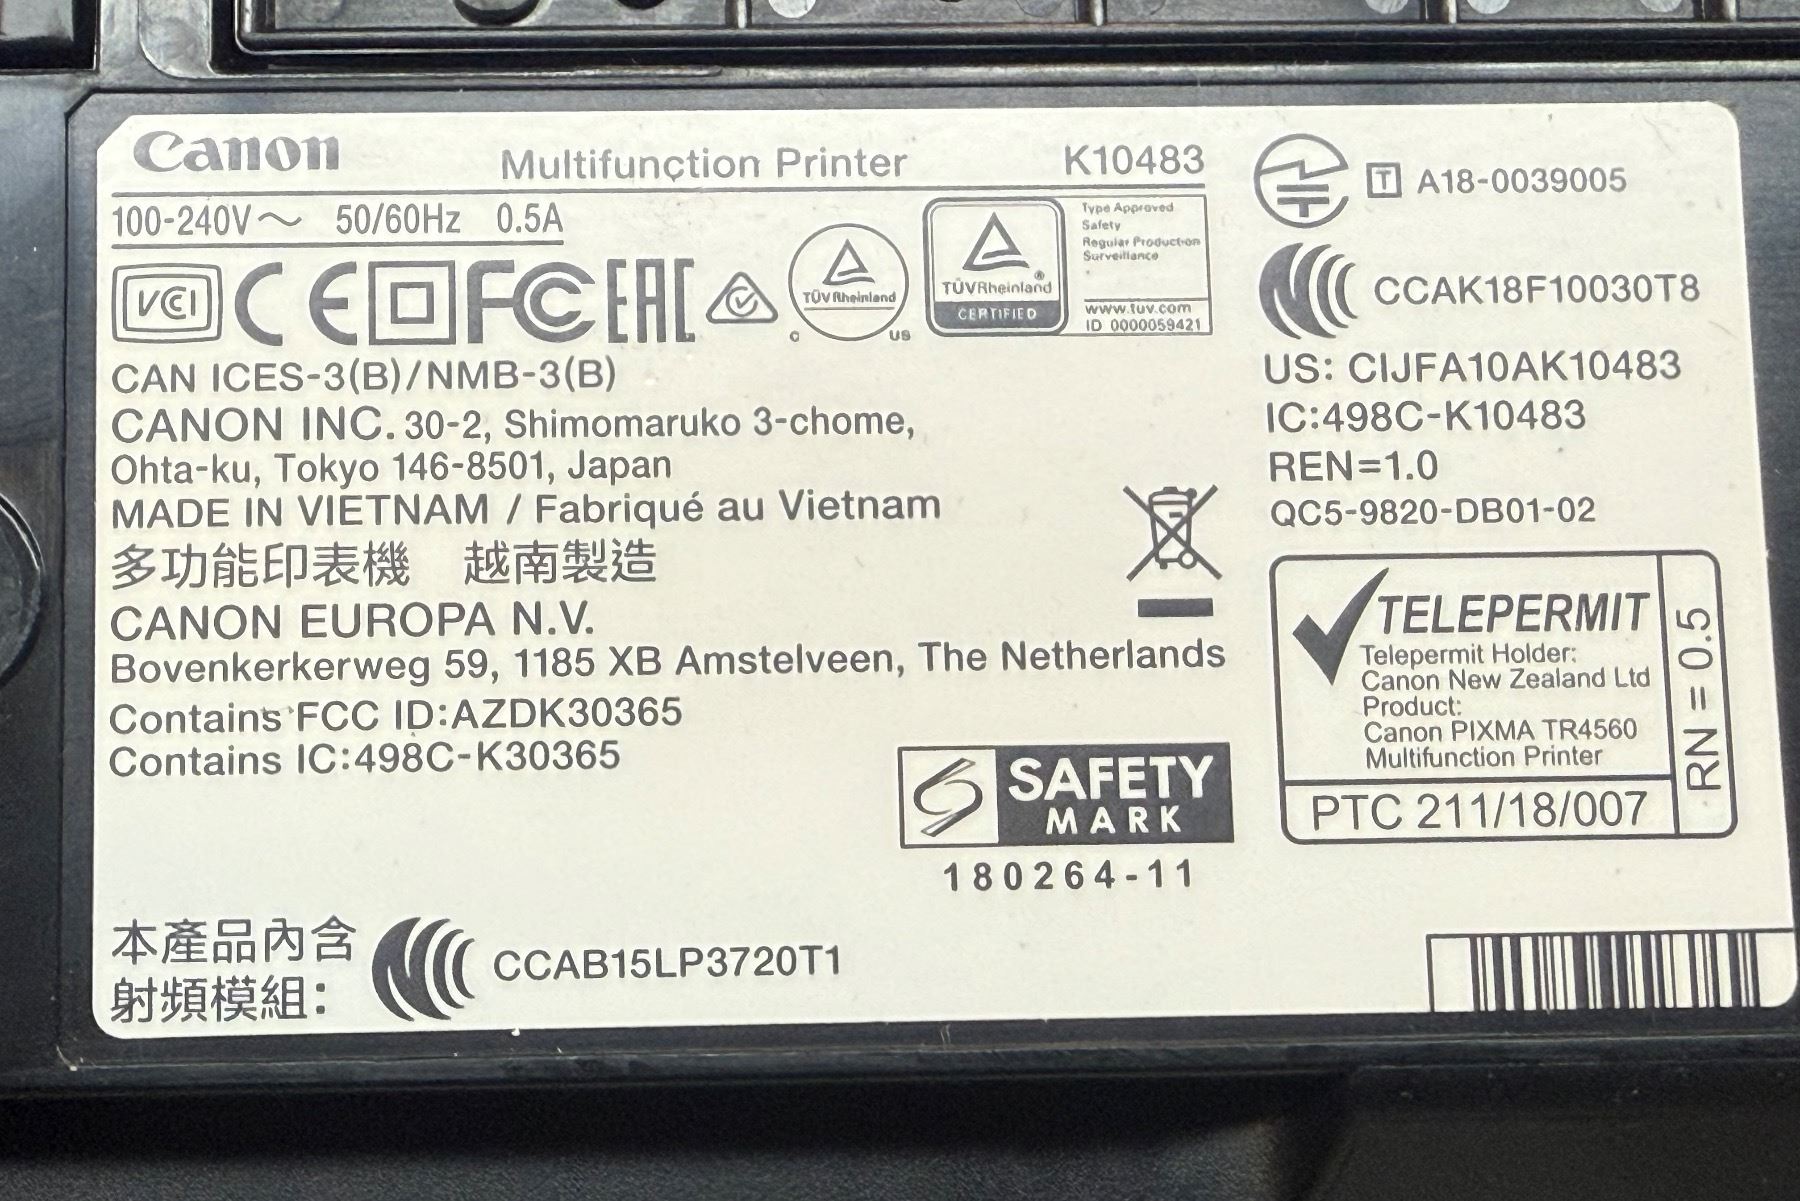 Canon Multifunction Printer K10483
100-240V～ 50/60Hz 0.5A
VCI CE FC EAC
TÜVRheinland
C US
TÜVRheinland ®
CERTIFIED
Type Approved
Safety
Regular Production
Surveillance
www.tuv.com
ID 0000059421
CAN ICES-3(B)/NMB-3(B)
CANON INC. 30-2, Shimomaruko 3-chome,
Ohta-ku, Tokyo 146-8501, Japan
MADE IN VIETNAM / Fabriqué au Vietnam
多功能印表機 越南製造
CANON EUROPA N.V.
Bovenkerkerweg 59, 1185 XB Amstelveen, The Netherlands
Contains FCC ID:AZDK30365
Contains IC:498C-K30365
SAFETY
MARK
180264-11
本產品內含
射頻模組:
CCAB15LP3720T1
T A18-0039005
CCAK18F10030T8
US: CIJFA10AK10483
IC:498C-K10483
REN=1.0
QC5-9820-DB01-02
TELEPERMIT
Telepermit Holder:
Canon New Zealand Ltd
Product:
Canon PIXMA TR4560
Multifunction Printer
PTC 211/18/007
RN = 0.5